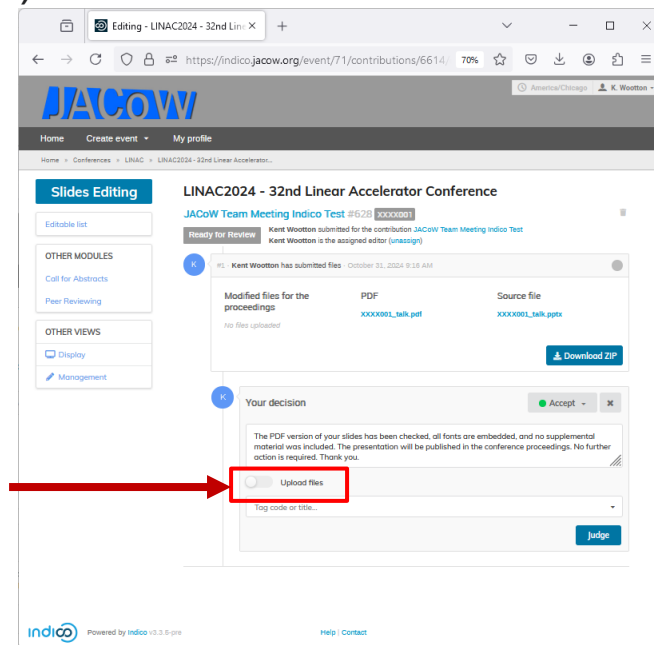 Editing - LINAC2024 - 32nd Line
https://indico.jacow.org/event/71/contributions/6614/ 70%
America/Chicago K. Wootton
JACoW
Home Create event My profile
Home » Conferences » LINAC » LINAC2024 - 32nd Linear Accelerator...
Slides Editing
LINAC2024 - 32nd Linear Accelerator Conference
JACoW Team Meeting Indico Test #628 XXXX001
Ready for Review
Kent Wootton submitted for the contribution JACoW Team Meeting Indico Test
Kent Wootton is the assigned editor (unassign)
Editable list
OTHER MODULES
Call for Abstracts
Peer Reviewing
OTHER VIEWS
Display
Management
K
#1 · Kent Wootton has submitted files · October 31, 2024 9:16 AM
Modified files for the proceedings
No files uploaded
PDF
XXXX001_talk.pdf
Source file
XXXX001_talk.pptx
Download ZIP
K
Your decision
Accept
The PDF version of your slides has been checked, all fonts are embedded, and no supplemental
material was included. The presentation will be published in the conference proceedings. No further
action is required. Thank you.
Upload files
Tag code or title...
Judge
indico Powered by Indico v3.3.6-pre
Help | Contact